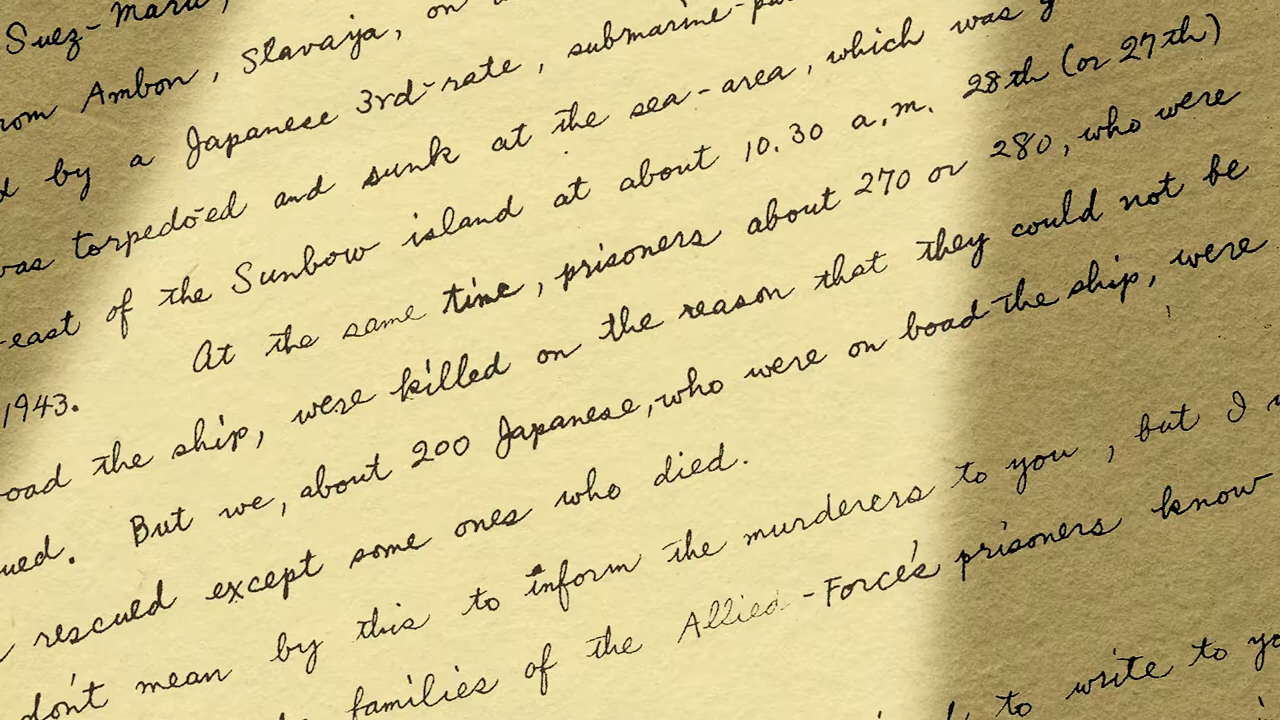 Suez-Maru,
rom Ambon, Slavaija, on
d by a Japanese 3rd-rate, submarine-pu
was torpedo-ed and sunk at the sea-area, which was
-east of the Sunbow island at about 10.30 a.m. 28th (or 27th)
1943. At the same time, prisoners about 270 or 280, who were
oad the ship, were killed on the reason that they could not be
ued. But we, about 200 Japanese, who were on boad the ship, were
rescued except some ones who died.
don't mean by this to inform the murderers to you, but I
families of the Allied-Force's prisoners know
to write to yo